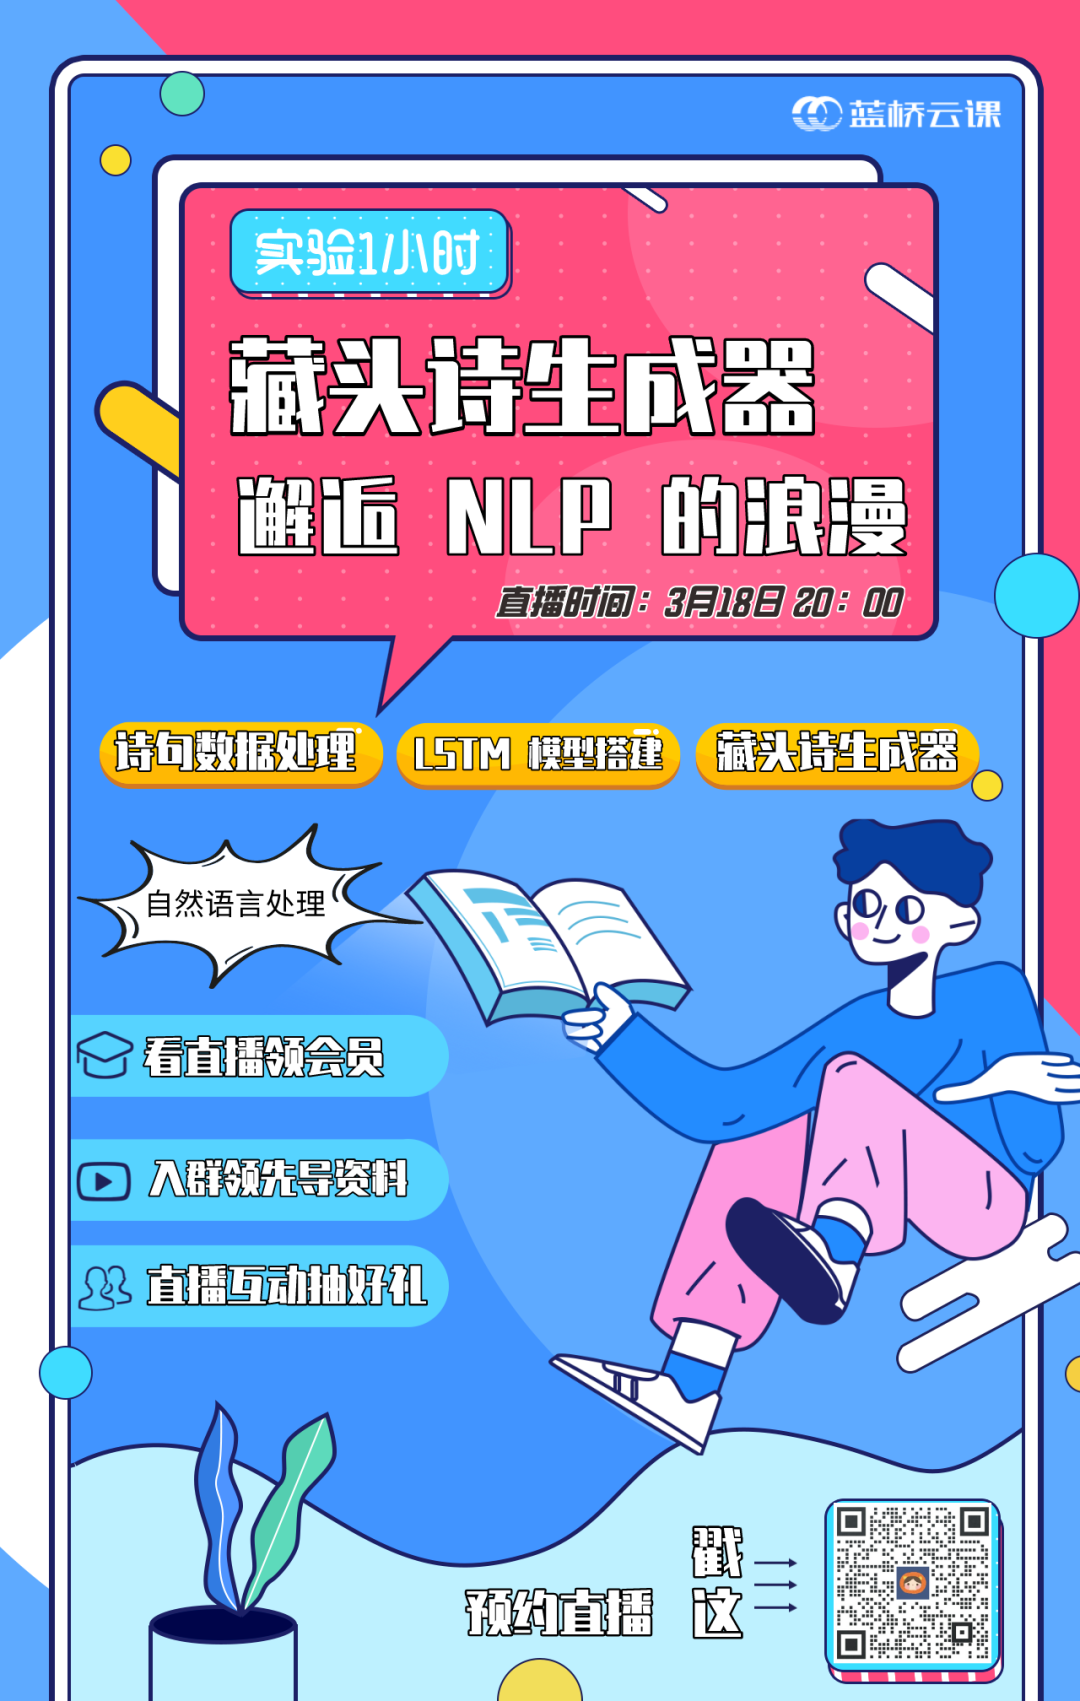 蓝桥云课
实验1小时
藏头诗生成器
邂逅 NLP 的浪漫
直播时间：3月18日 20：00
诗句数据处理
LSTM 模型搭建
藏头诗生成器
自然语言处理
看直播领会员
入群领先导资料
直播互动抽好礼
预约直播
戳这